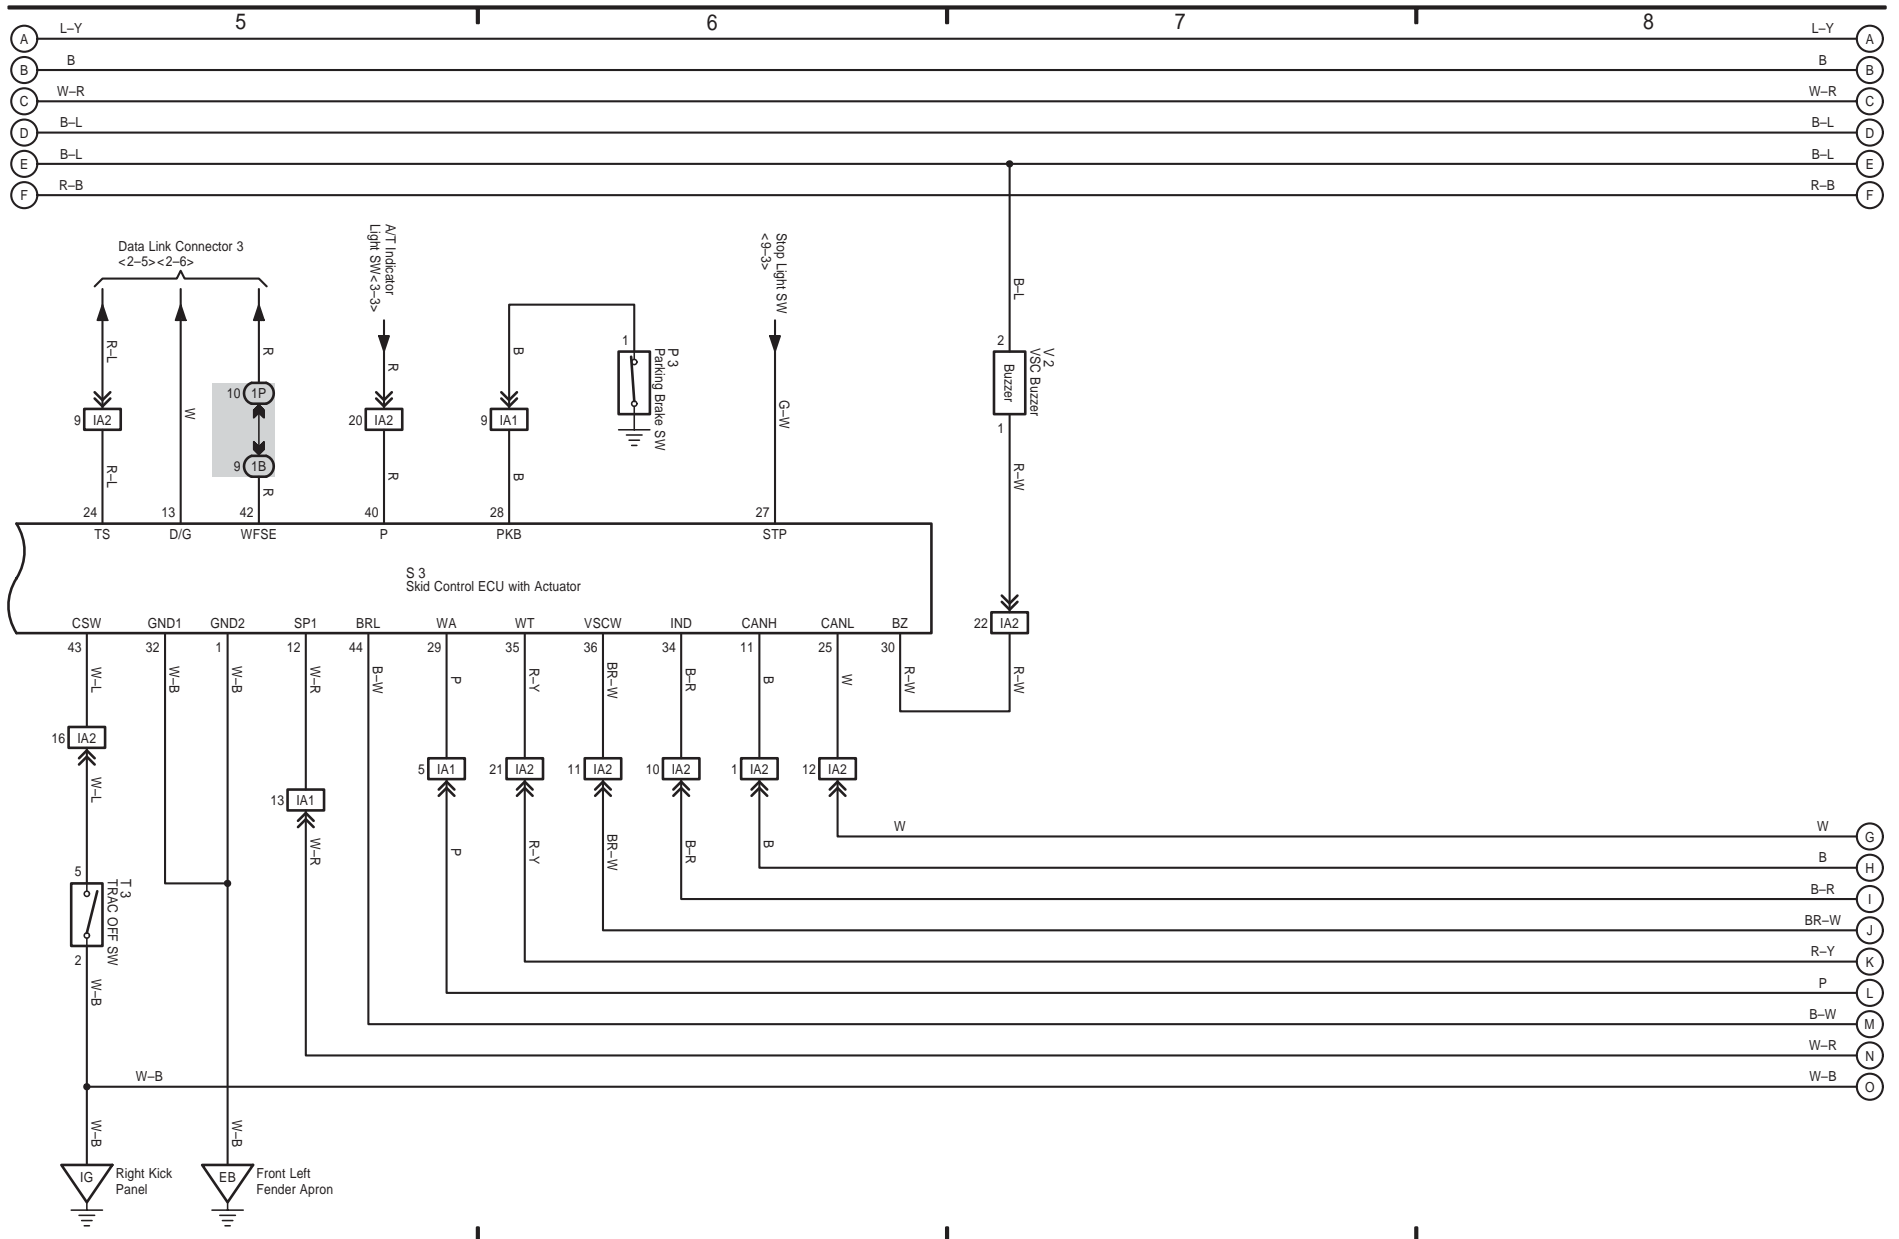 5 6 7 8
A L–Y L–Y A
B B B B
C W–R W–R C
D B–L B–L D
E B–L B–L E
F R–B R–B F
Data Link Connector 3
<2–5><2–6>
A/T Indicator
Light SW<3–3>
Stop Light SW
<9–3>
B–L
R–L
R
R
B
1
P 3
Parking Brake SW
2
V 2
VSC Buzzer
Buzzer
1
10 1P
W
9 IA2
20 IA2
9 IA1
G–W
9 1B
R–L
R
R
B
R–W
24 13 42 40 28 27
TS D/G WFSE P PKB STP
S 3
Skid Control ECU with Actuator
CSW GND1 GND2 SP1 BRL WA WT VSCW IND CANH CANL BZ
22 IA2
43 32 1 12 44 29 35 36 34 11 25 30
W–L W–B W–B W–R B–W P R–Y BR–W B–R B W R–W R–W
16 IA2
5 IA1 21 IA2 11 IA2 10 IA2 1 IA2 12 IA2
W–L
13 IA1
W W G
W–R P R–Y BR–W B–R B
B H
5
T 3
TRAC OFF SW
B–R I
BR–W J
2
R–Y K
W–B
P L
B–W M
W–R N
W–B W–B O
W–B W–B
IG Right Kick
Panel
EB Front Left
Fender Apron